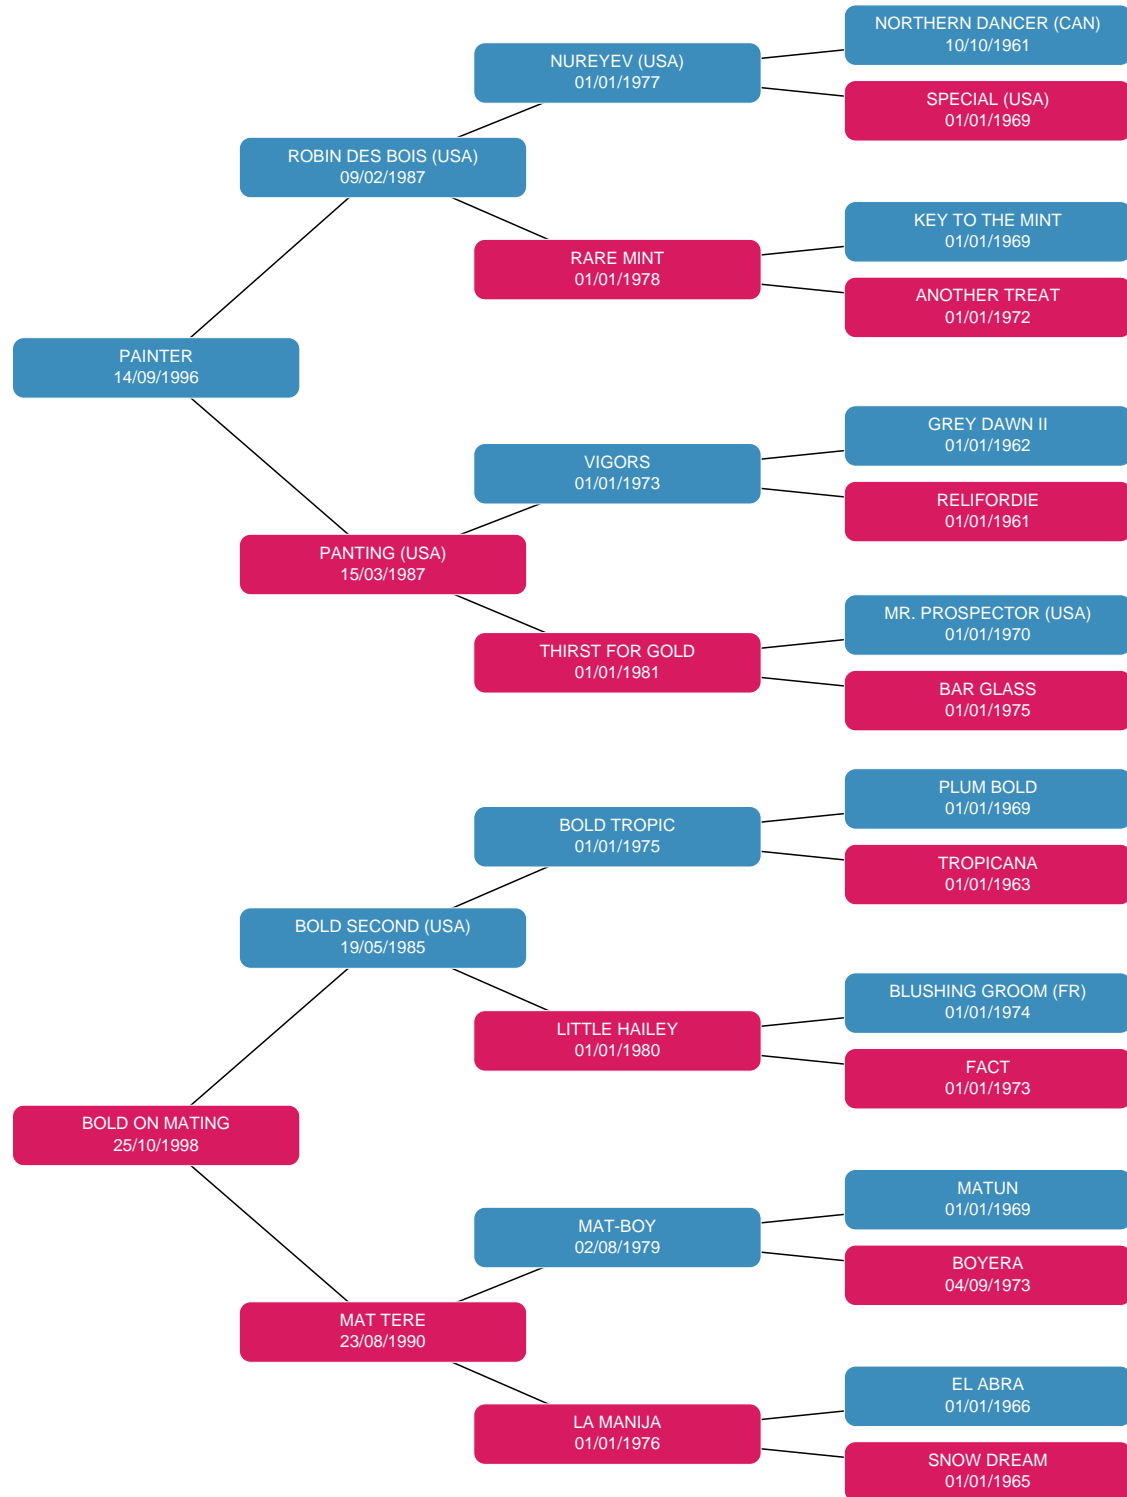 NORTHERN DANCER (CAN)
10/10/1961
NUREYEV (USA)
01/01/1977
SPECIAL (USA)
01/01/1969
ROBIN DES BOIS (USA)
09/02/1987
KEY TO THE MINT
01/01/1969
RARE MINT
01/01/1978
ANOTHER TREAT
01/01/1972
PAINTER
14/09/1996
GREY DAWN II
01/01/1962
VIGORS
01/01/1973
RELIFORDIE
01/01/1961
PANTING (USA)
15/03/1987
MR. PROSPECTOR (USA)
01/01/1970
THIRST FOR GOLD
01/01/1981
BAR GLASS
01/01/1975
PLUM BOLD
01/01/1969
BOLD TROPIC
01/01/1975
TROPICANA
01/01/1963
BOLD SECOND (USA)
19/05/1985
BLUSHING GROOM (FR)
01/01/1974
LITTLE HAILEY
01/01/1980
FACT
01/01/1973
BOLD ON MATING
25/10/1998
MATUN
01/01/1969
MAT-BOY
02/08/1979
BOYERA
04/09/1973
MAT TERE
23/08/1990
EL ABRA
01/01/1966
LA MANIJA
01/01/1976
SNOW DREAM
01/01/1965